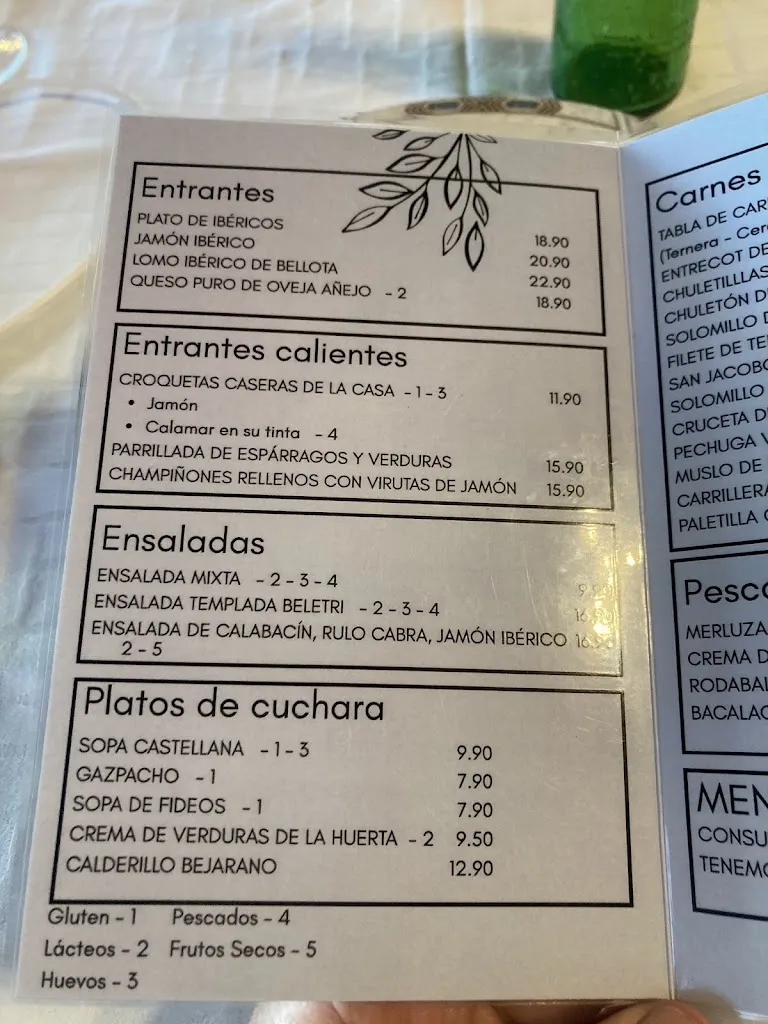 Entrantes
PLATO DE IBÉRICOS 18.90
JAMÓN IBÉRICO 20.90
LOMO IBÉRICO DE BELLOTA 22.90
QUESO PURO DE OVEJA AÑEJO - 2 18.90
Entrantes calientes
CROQUETAS CASERAS DE LA CASA - 1 - 3 11.90
• Jamón
• Calamar en su tinta - 4
PARRILLADA DE ESPÁRRAGOS Y VERDURAS 15.90
CHAMPIÑONES RELLENOS CON VIRUTAS DE JAMÓN 15.90
Ensaladas
ENSALADA MIXTA - 2 - 3 - 4
ENSALADA TEMPLADA BELETRI - 2 - 3 - 4
ENSALADA DE CALABACÍN, RULO CABRA, JAMÓN IBÉRICO
2 - 5
Platos de cuchara
SOPA CASTELLANA - 1 - 3 9.90
GAZPACHO - 1 7.90
SOPA DE FIDEOS - 1 7.90
CREMA DE VERDURAS DE LA HUERTA - 2 9.50
CALDERILLO BEJARANO 12.90
Gluten - 1 Pescados - 4
Lácteos - 2 Frutos Secos - 5
Huevos - 3
Carnes
TABLA DE
(Ternera -
ENTRECOT DE
CHULETILLLAS
CHULETÓN
SOLOMILLO
FILETE DE
SAN JACOBO
SOLOMILLO
CRUCETA
PECHUGA
MUSLO DE
CARRILLERA
PALETILLA
MERLUZA
CREMA